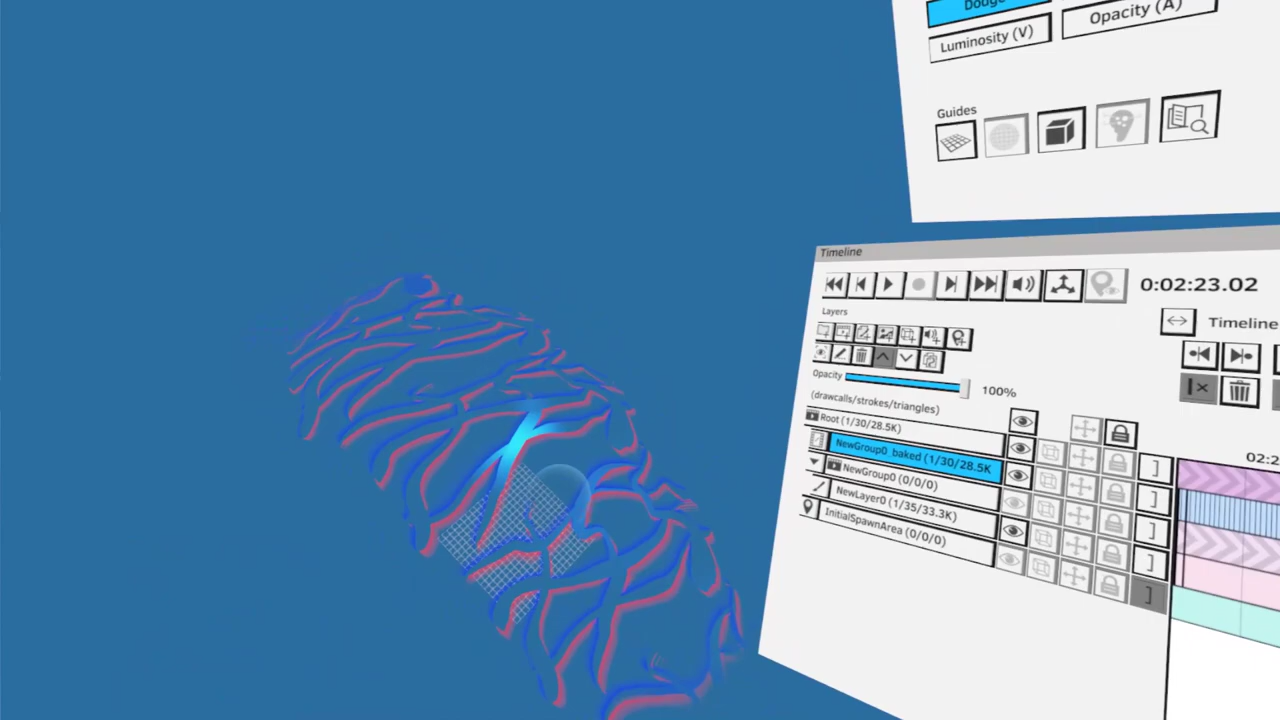 Dodge
Luminosity (V)
Opacity (A)
Guides
Timeline
0:02:23.02
Layers
Timeline
Opacity
100%
(drawcalls/strokes/triangles)
Root (1/30/28.5K)
NewGroup0_baked (1/30/28.5K
NewGroup0 (0/0/0)
NewLayer0 (1/35/33.3K)
InitialSpawnArea (0/0/0)
02:2